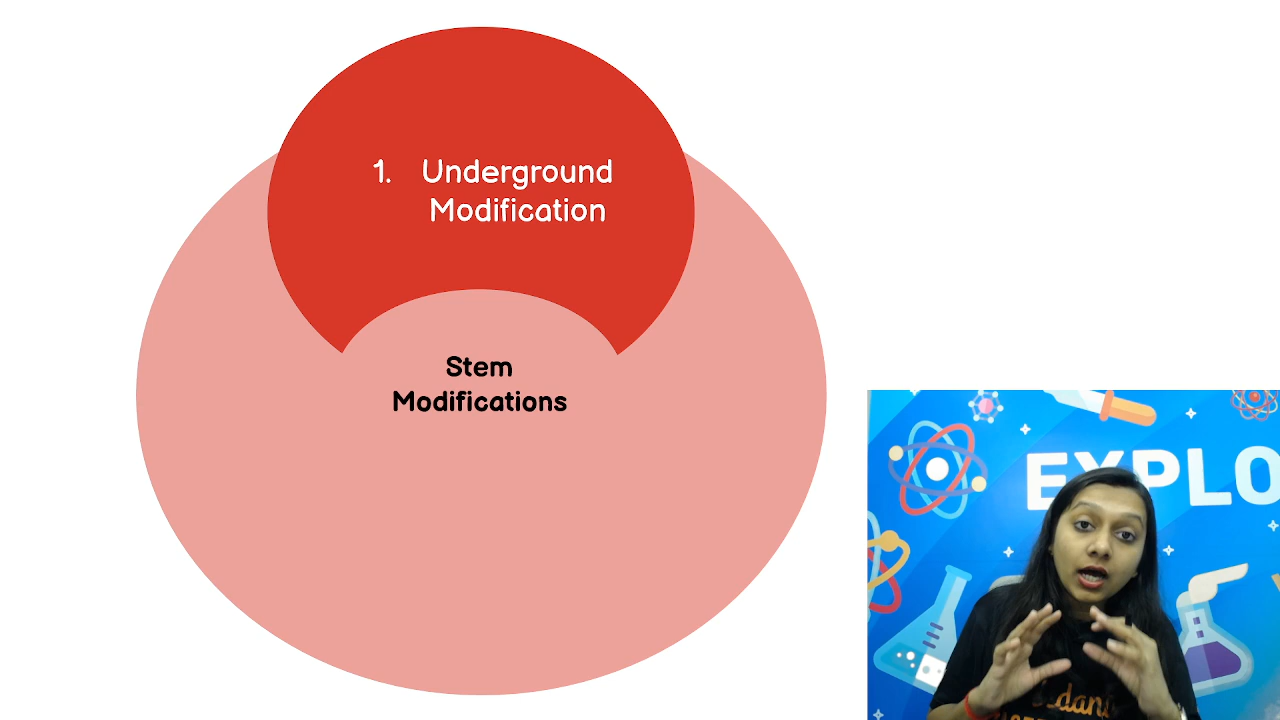 1. Underground
Modification
Stem
Modifications
EXPLO